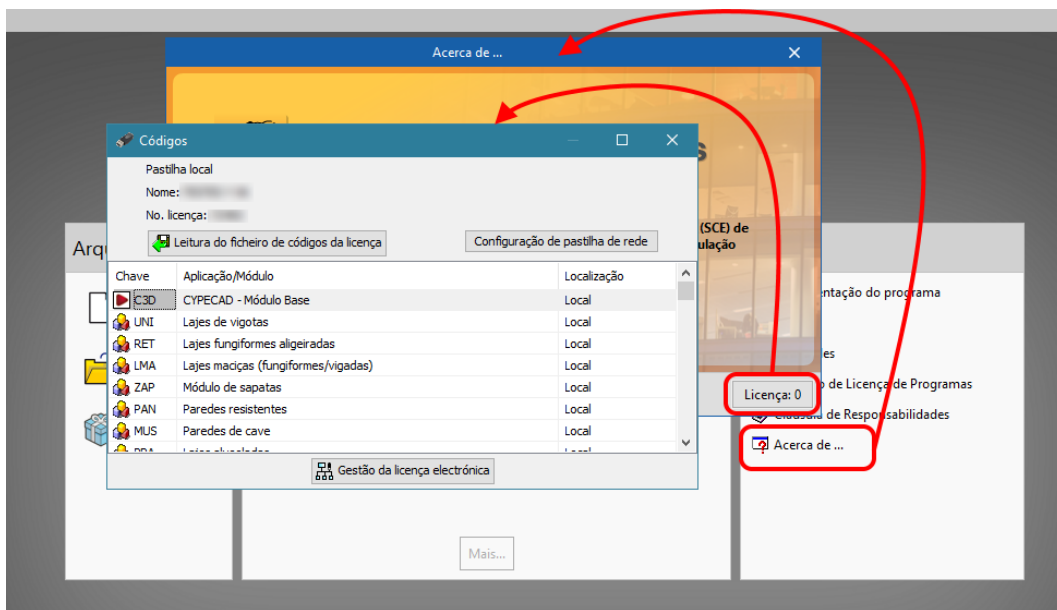 Acerca de ...
s
Códigos
Pastilha local
Nome:
No. licença:
(SCE) de
ulação
Arqu
Leitura do ficheiro de códigos da licença
Configuração de pastilha de rede
Chave Aplicação/Módulo Localização
C3D CYPECAD - Módulo Base Local
UNI Lajes de vigotas Local
RET Lajes fungiformes aligeiradas Local
LMA Lajes maciças (fungiformes/vigadas) Local
ZAP Módulo de sapatas Local
PAN Paredes resistentes Local
MUS Paredes de cave Local
Gestão da licença electrónica
Licença: 0
entação do programa
es
o de Licença de Programas
Cláusula de Responsabilidades
Acerca de ...
Mais...